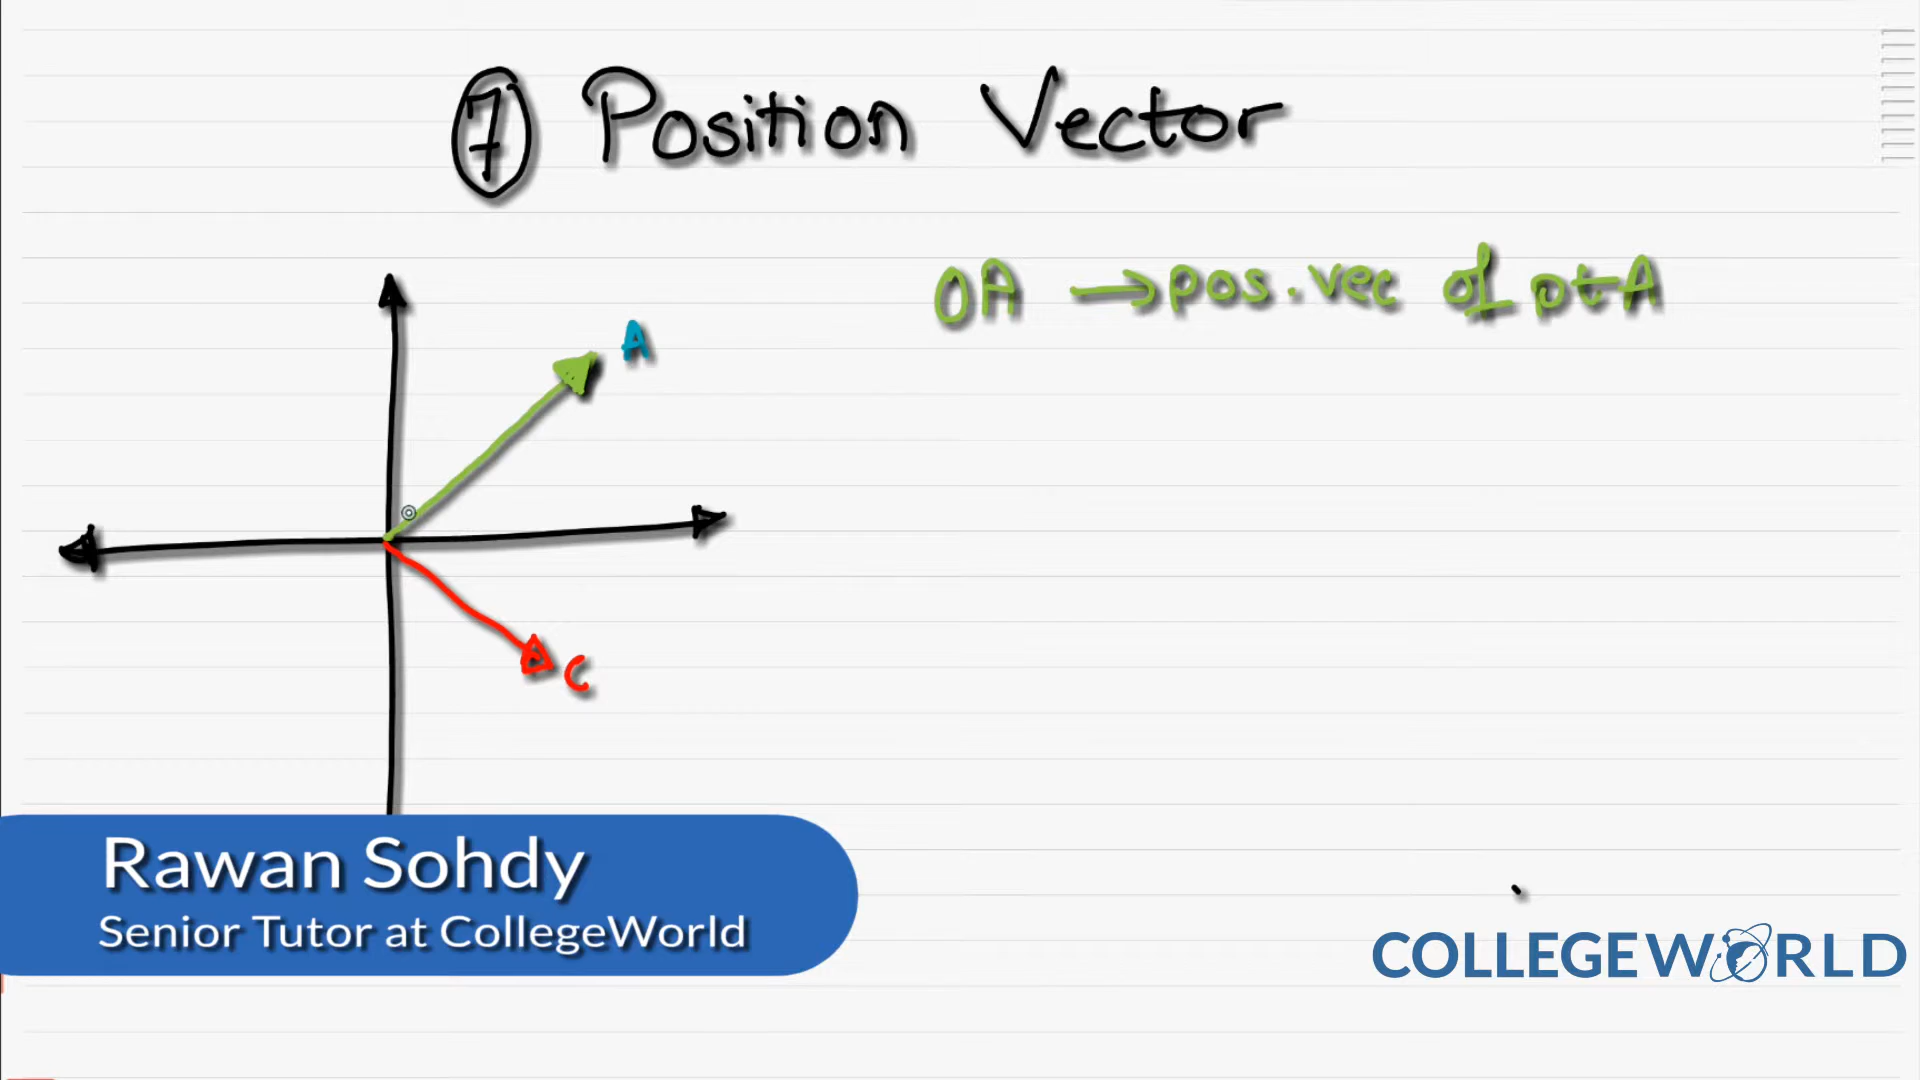 7 Position Vector
OA → pos. vec of pt A
A
C
Rawan Sohdy
Senior Tutor at CollegeWorld
COLLEGEWORLD